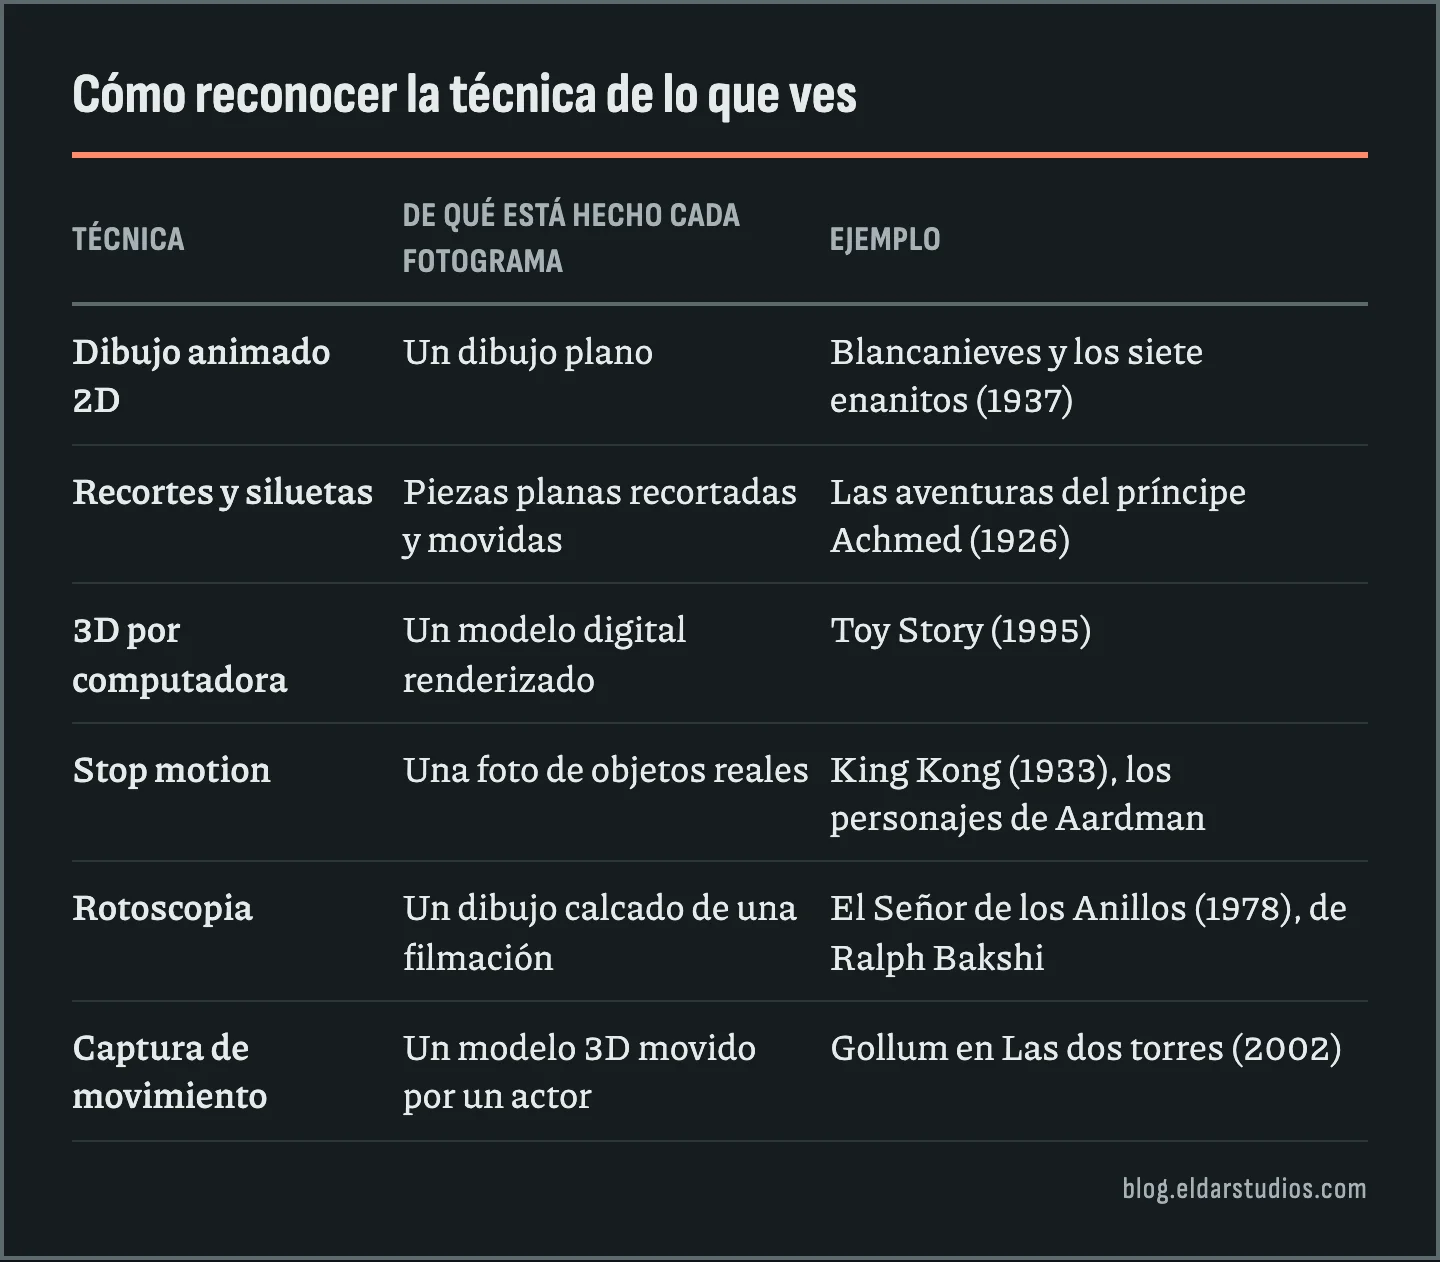 Cómo reconocer la técnica de lo que ves
TÉCNICA
DE QUÉ ESTÁ HECHO CADA
FOTOGRAMA
EJEMPLO
Dibujo animado
2D
Un dibujo plano
Blancanieves y los siete
enanitos (1937)
Recortes y siluetas
Piezas planas recortadas
y movidas
Las aventuras del príncipe
Achmed (1926)
3D por
computadora
Un modelo digital
renderizado
Toy Story (1995)
Stop motion
Una foto de objetos reales
King Kong (1933), los
personajes de Aardman
Rotoscopia
Un dibujo calcado de una
filmación
El Señor de los Anillos (1978), de
Ralph Bakshi
Captura de
movimiento
Un modelo 3D movido
por un actor
Gollum en Las dos torres (2002)
blog.eldarstudios.com